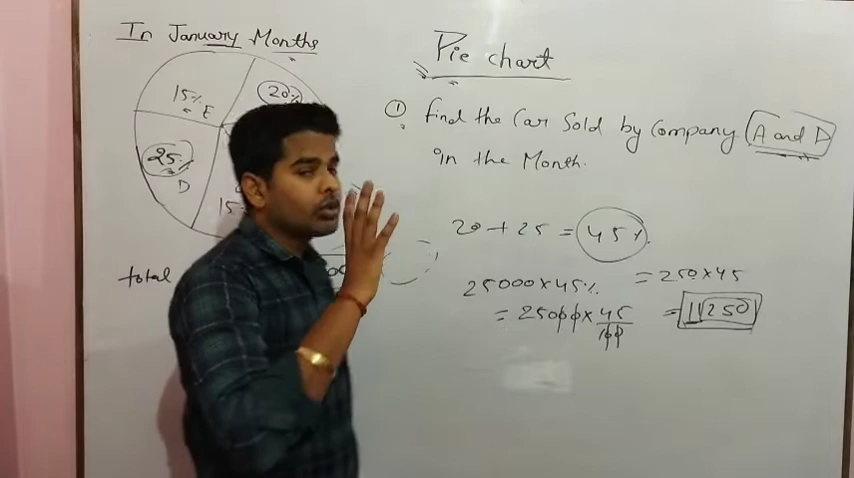 In January Months
15% E
20%
25%
D
15
total
Pie chart
① Find the Car Sold by Company A and D
in the Month.
20 + 25 = 45%.
25000 x 45% = 250 x 45
= 25000 x 45/100 = 11250